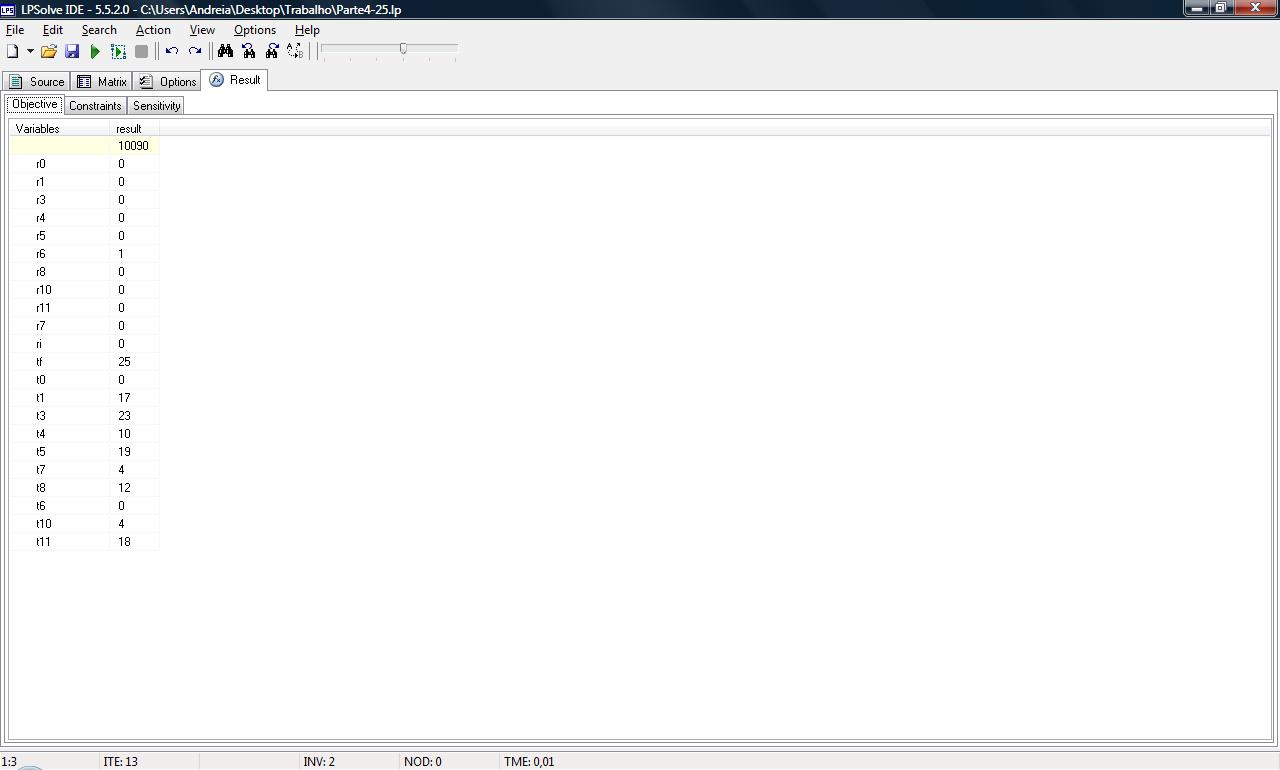 LPSolve IDE - 5.5.2.0 - C:\Users\Andreia\Desktop\Trabalho\Parte4-25.lp
File Edit Search Action View Options Help
Source Matrix Options Result
Objective Constraints Sensitivity
Variables result
10090
r0 0
r1 0
r3 0
r4 0
r5 0
r6 1
r8 0
r10 0
r11 0
r7 0
ri 0
tf 25
t0 0
t1 17
t3 23
t4 10
t5 19
t7 4
t8 12
t6 0
t10 4
t11 18
1:3 ITE: 13 INV: 2 NOD: 0 TME: 0,01